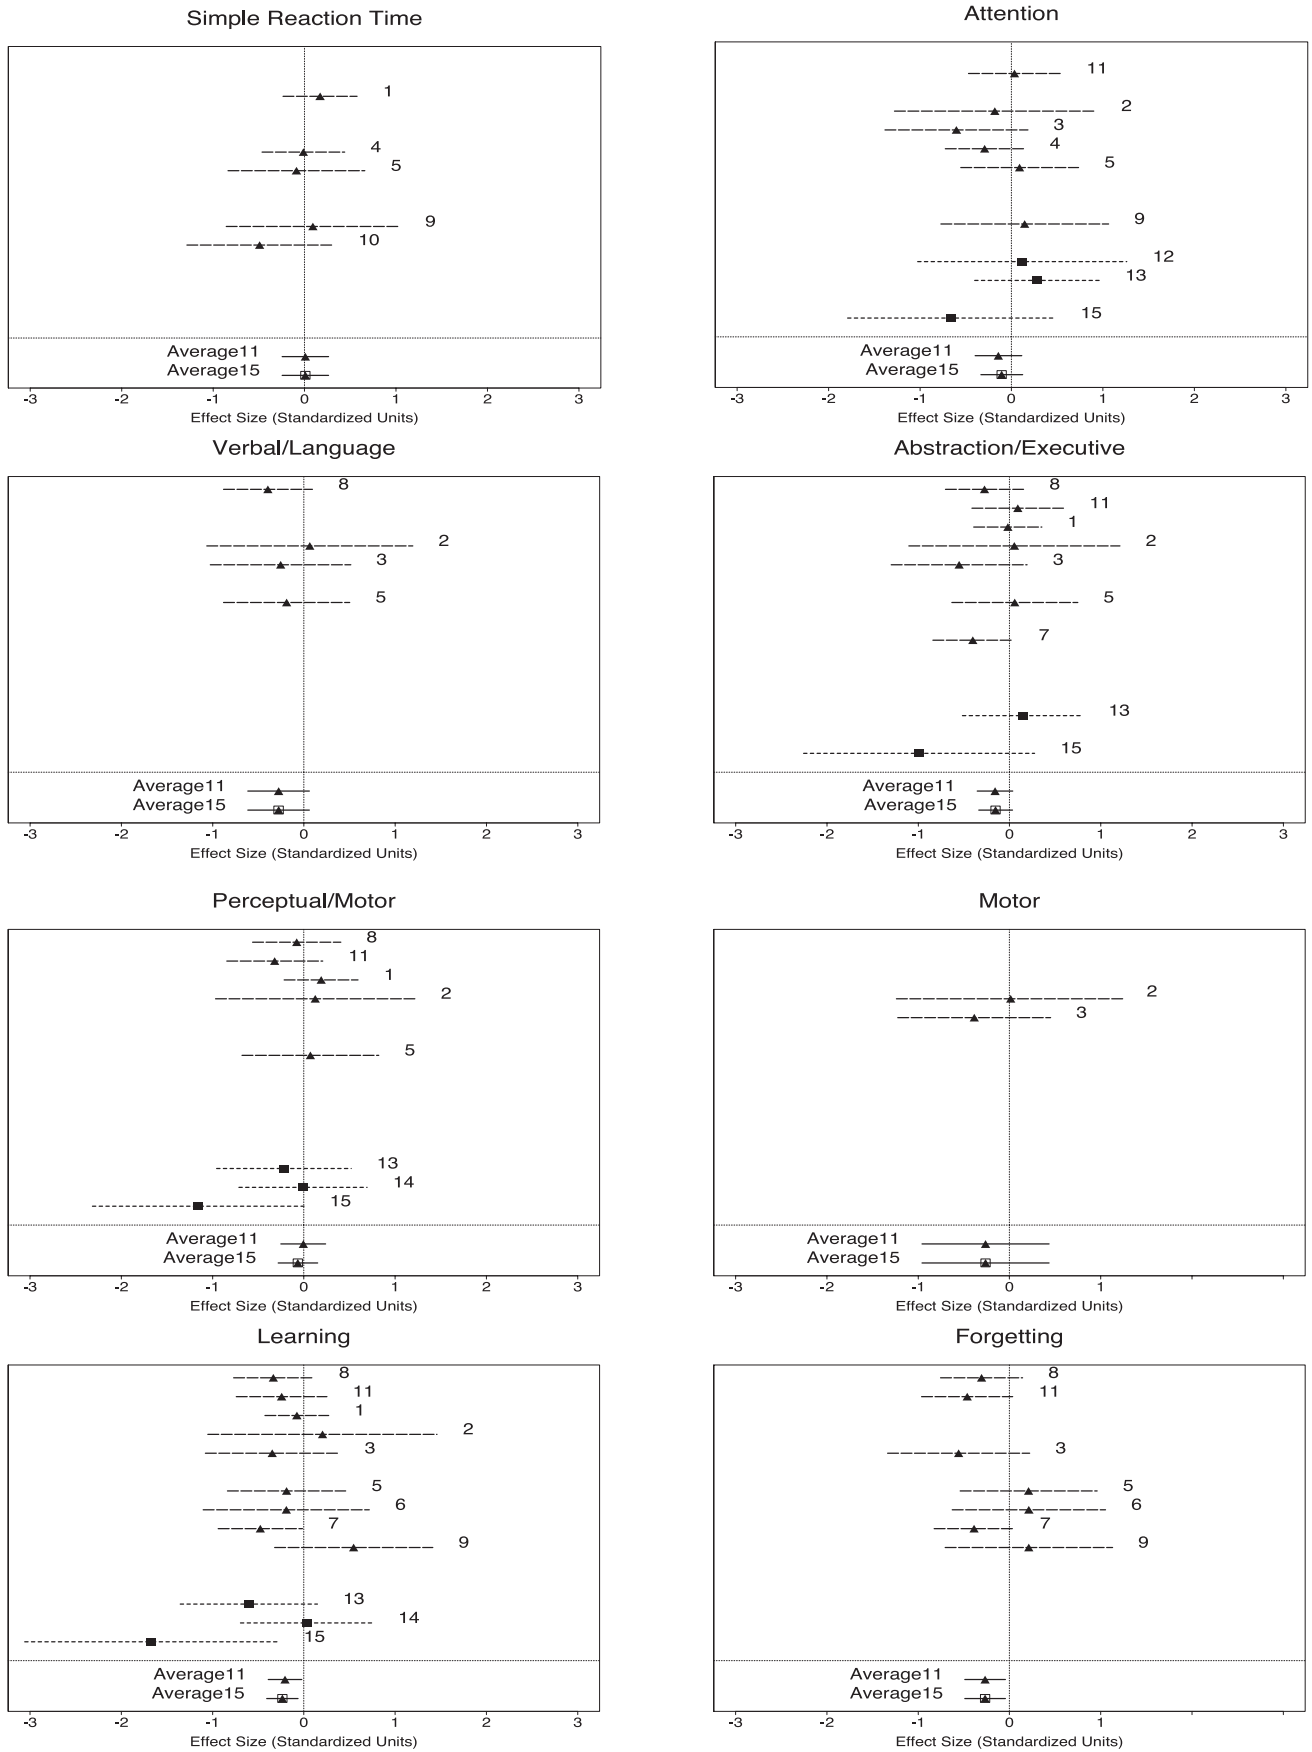 Simple Reaction Time
1
4
5
9
10
Average11
Average15
-3 -2 -1 0 1 2 3
Effect Size (Standardized Units)
Attention
11
2
3
4
5
9
12
13
15
Average11
Average15
-3 -2 -1 0 1 2 3
Effect Size (Standardized Units)
Verbal/Language
8
2
3
5
Average11
Average15
-3 -2 -1 0 1 2 3
Effect Size (Standardized Units)
Abstraction/Executive
8
11
1
2
3
5
7
13
15
Average11
Average15
-3 -2 -1 0 1 2 3
Effect Size (Standardized Units)
Perceptual/Motor
8
11
1
2
5
13
14
15
Average11
Average15
-3 -2 -1 0 1 2 3
Effect Size (Standardized Units)
Motor
2
3
Average11
Average15
-3 -2 -1 0 1
Effect Size (Standardized Units)
Learning
8
11
1
2
3
5
6
7
9
13
14
15
Average11
Average15
-3 -2 -1 0 1 2 3
Effect Size (Standardized Units)
Forgetting
8
11
3
5
6
7
9
Average11
Average15
-3 -2 -1 0 1
Effect Size (Standardized Units)